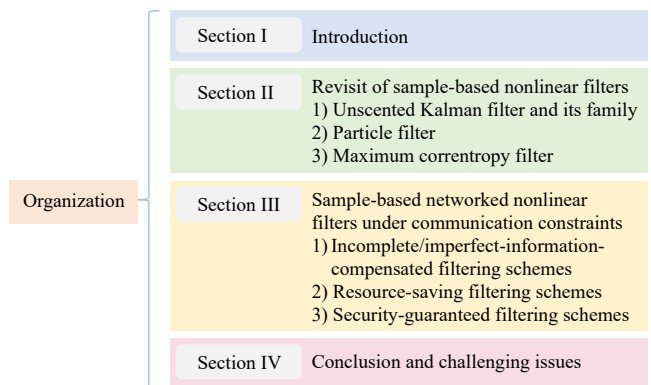 Organization
Section I
Introduction
Section II
Revisit of sample-based nonlinear filters
1) Unscented Kalman filter and its family
2) Particle filter
3) Maximum correntropy filter
Section III
Sample-based networked nonlinear
filters under communication constraints
1) Incomplete/imperfect-information-
compensated filtering schemes
2) Resource-saving filtering schemes
3) Security-guaranteed filtering schemes
Section IV
Conclusion and challenging issues